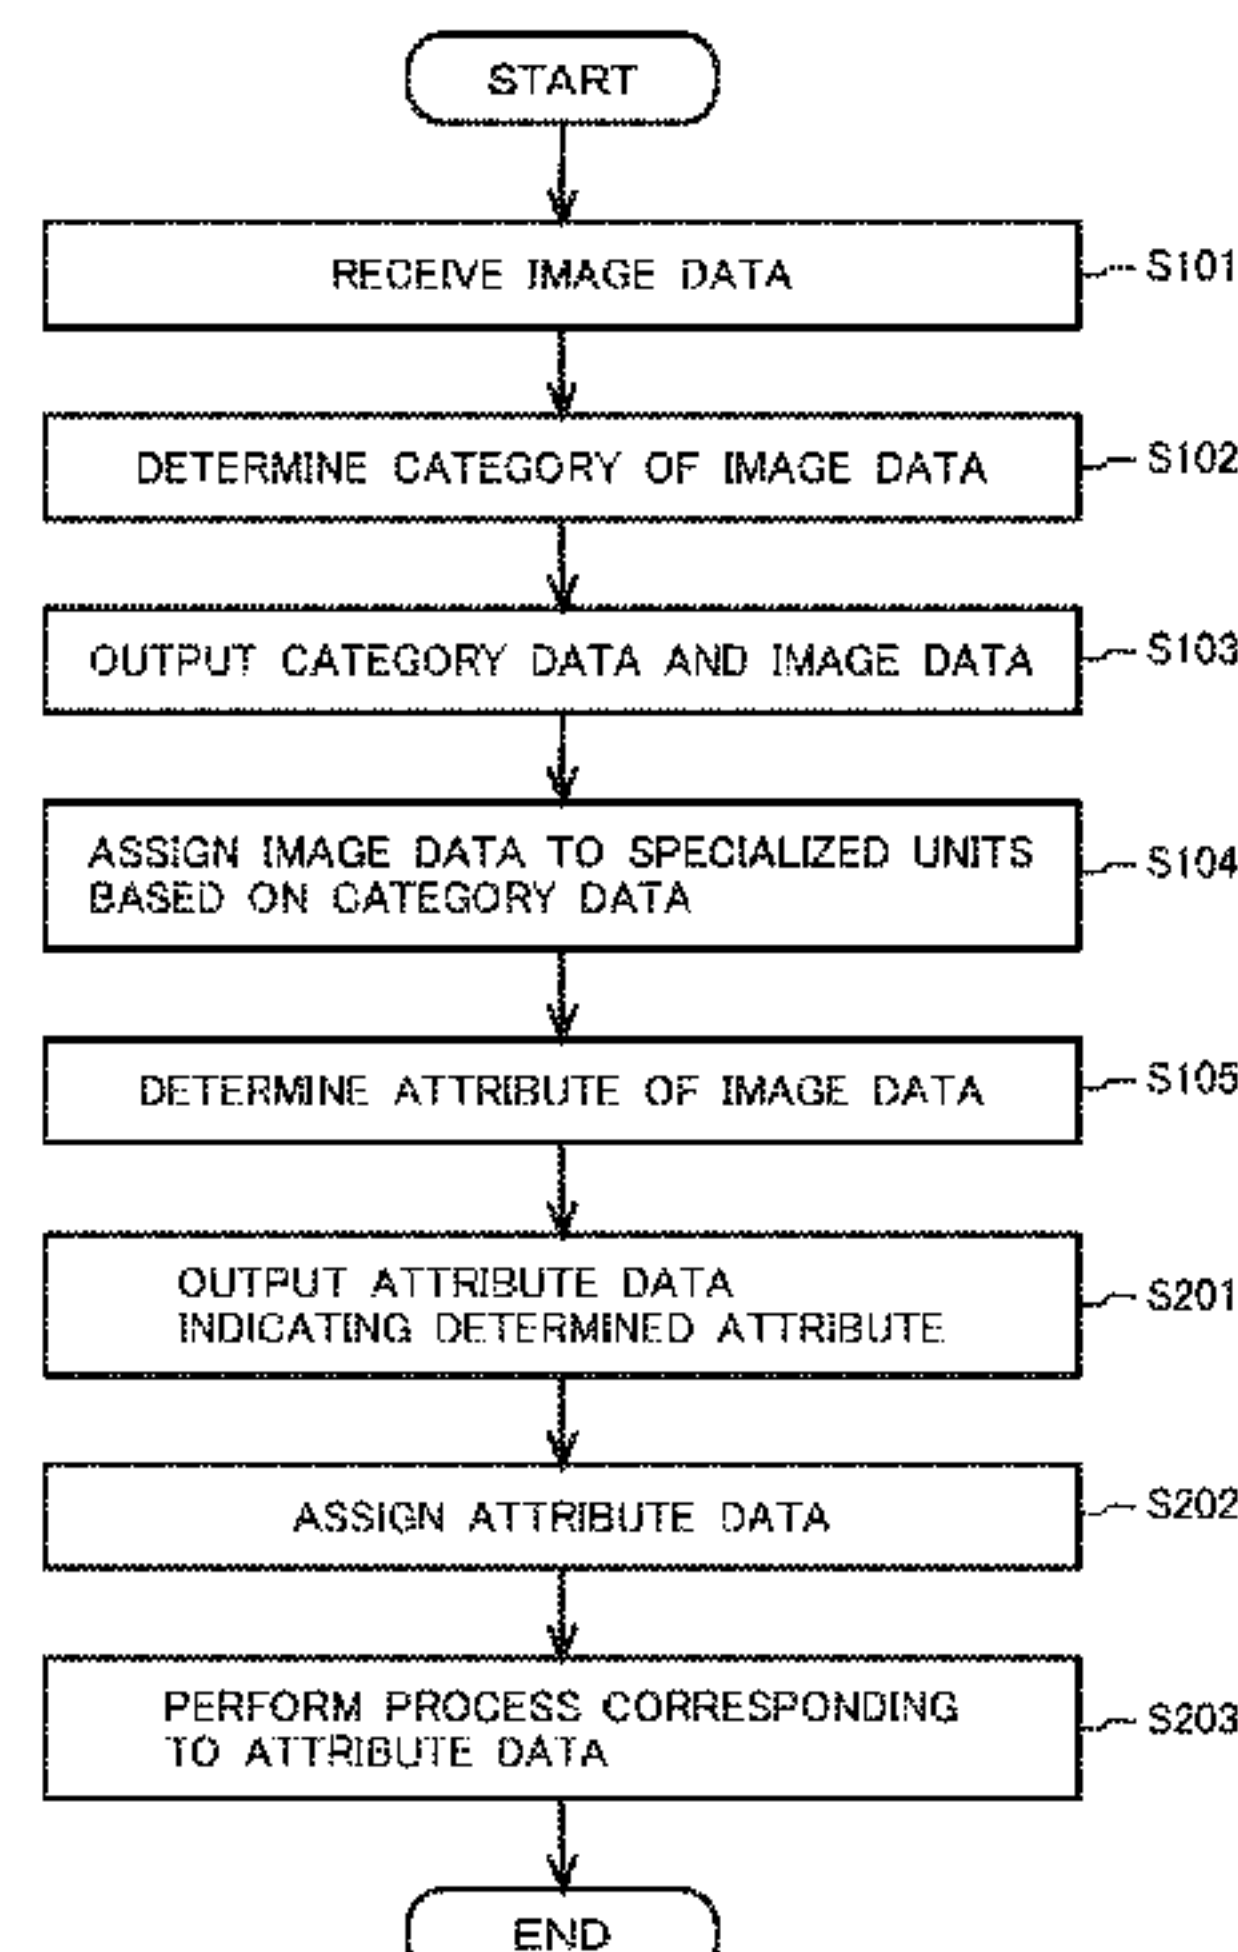 START
RECEIVE IMAGE DATA
S101
DETERMINE CATEGORY OF IMAGE DATA
S102
OUTPUT CATEGORY DATA AND IMAGE DATA
S103
ASSIGN IMAGE DATA TO SPECIALIZED UNITS
BASED ON CATEGORY DATA
S104
DETERMINE ATTRIBUTE OF IMAGE DATA
S105
OUTPUT ATTRIBUTE DATA
INDICATING DETERMINED ATTRIBUTE
S201
ASSIGN ATTRIBUTE DATA
S202
PERFORM PROCESS CORRESPONDING
TO ATTRIBUTE DATA
S203
END